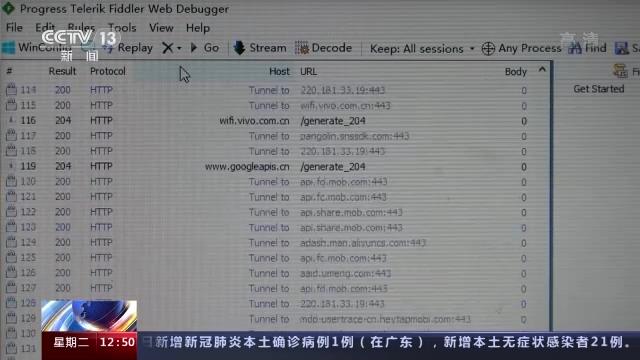 Progress Telerik Fiddler Web Debugger
File Edit Rules Tools View Help
WinConfig Replay Go Stream Decode Keep: All sessions Any Process Find
CCTV 13
新闻
高清
# Result Protocol Host URL Body
Get Started
114 200 HTTP Tunnel to 220.181.33.19:443 0
115 200 HTTP Tunnel to wifi.vivo.com.cn:443 0
116 204 HTTP wifi.vivo.com.cn /generate_204 0
117 200 HTTP Tunnel to pangolin.snssdk.com:443 0
118 200 HTTP Tunnel to 220.181.33.19:443 0
119 204 HTTP www.googleapis.cn /generate_204 0
120 200 HTTP Tunnel to api.fd.mob.com:443 0
121 200 HTTP Tunnel to api.fc.mob.com:443 0
122 200 HTTP Tunnel to api.share.mob.com:443 0
123 200 HTTP Tunnel to api.share.mob.com:443 0
124 200 HTTP Tunnel to adash.man.aliyuncs.com:443 0
125 200 HTTP Tunnel to api.fc.mob.com:443 0
126 200 HTTP Tunnel to aaid.umeng.com:443 0
127 200 HTTP Tunnel to api.fd.mob.com:443 0
128 200 HTTP Tunnel to 220.181.33.19:443 0
129 Tunnel to mdp-usertrace-cn.heytapmobi.com:443 0
130
131
星期二 12:50 日新增新冠肺炎本土确诊病例1例（在广东），新增本土无症状感染者21例。